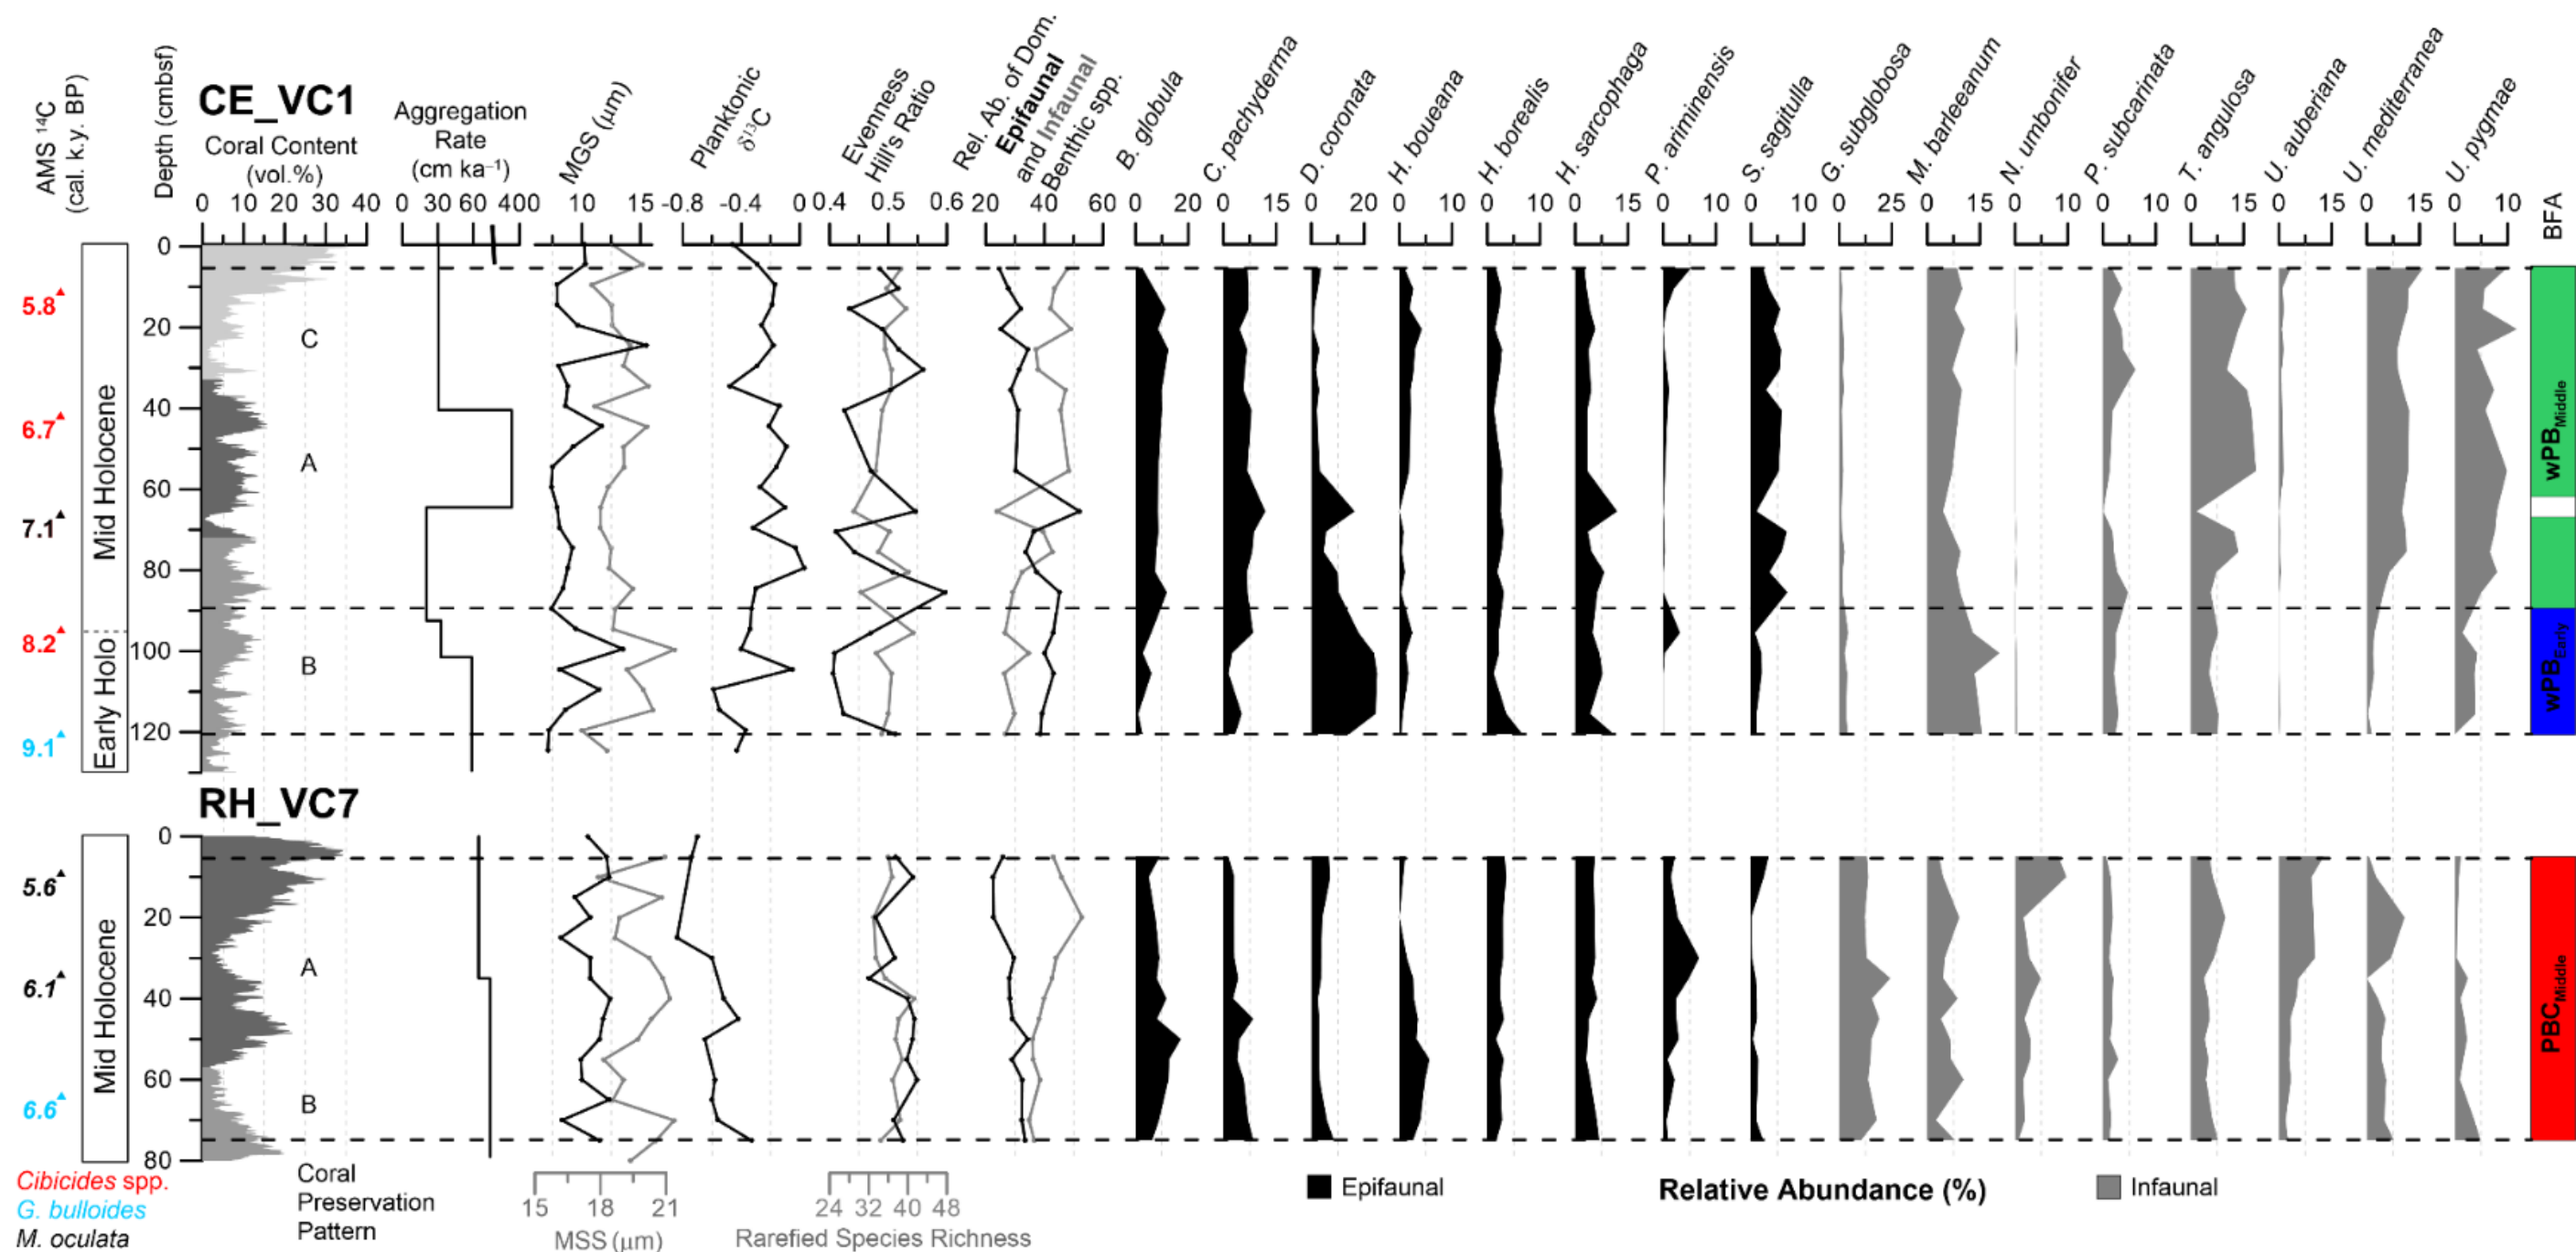 AMS ¹⁴C
(cal. k.y. BP)
Depth (cmbsf)
CE_VC1
Coral Content
(vol.%)
Aggregation
Rate
(cm ka⁻¹)
MGS (µm)
Planktonic
δ¹³C
Evenness
Hill's Ratio
Rel. Ab. of Dom.
Epifaunal
and Infaunal
Benthic spp.
B. globula
C. pachyderma
D. coronata
H. boueana
H. borealis
H. sarcophaga
P. ariminensis
S. sagitulla
G. subglobosa
M. barleeanum
N. umbonifer
P. subcarinata
T. angulosa
U. auberiana
U. mediterranea
U. pygmae
BFA
0 10 20 30 40 0 30 60 400 10 15 -0.8 -0.4 0 0.4 0.5 0.6 20 40 60 0 20 0 15 0 20 0 10 0 10 0 15 0 10 0 10 0 25 0 15 0 10 0 10 0 15 0 15 0 15 0 10
0
20
40
60
80
100
120
5.8
6.7
7.1
8.2
9.1
Mid Holocene
Early Holo
C
A
B
wPB Middle
wPB Early
RH_VC7
0
20
40
60
80
5.6
6.1
6.6
Mid Holocene
A
B
PBC Middle
Cibicides spp.
G. bulloides
M. oculata
Coral
Preservation
Pattern
15 18 21
MSS (µm)
24 32 40 48
Rarefied Species Richness
Epifaunal
Relative Abundance (%)
Infaunal